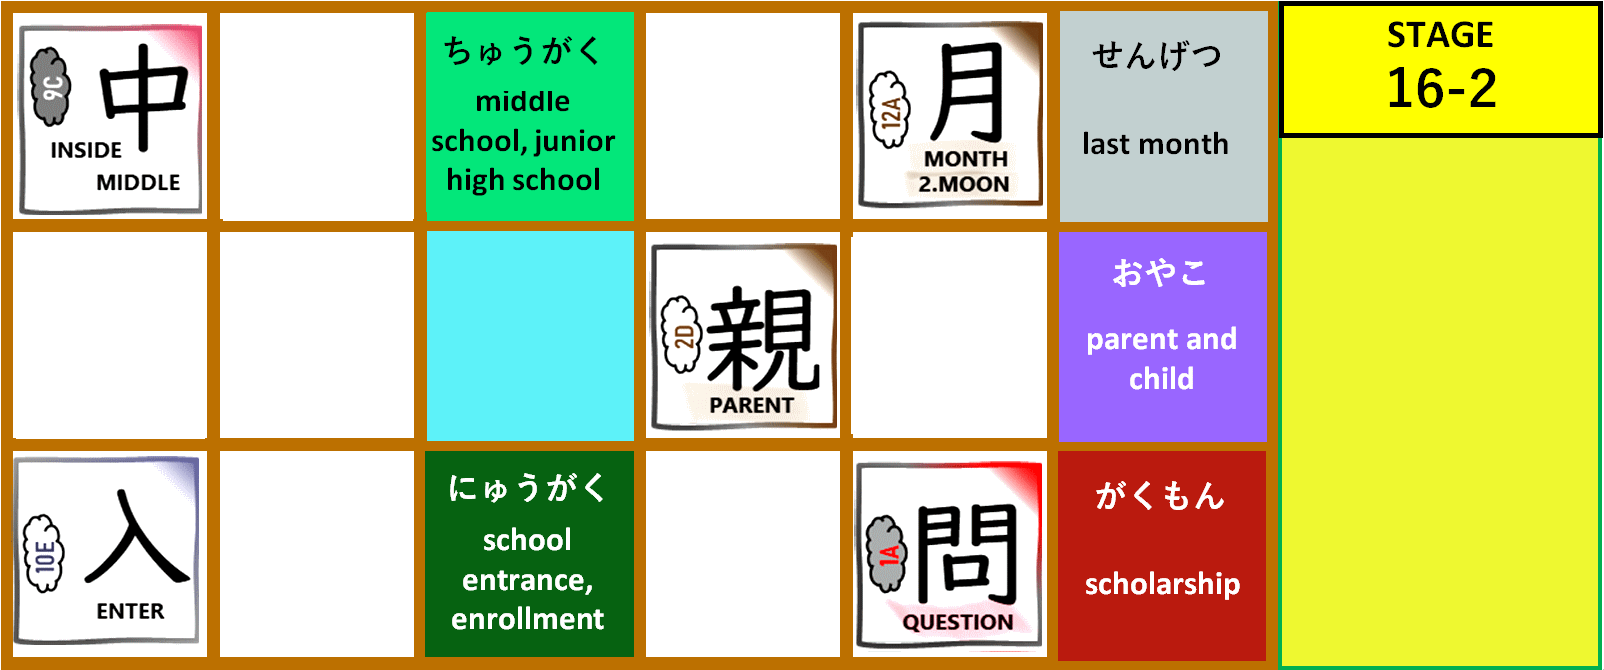 9C
中
INSIDE
MIDDLE
ちゅうがく
middle
school, junior
high school
12A
月
MONTH
2.MOON
せんげつ
last month
STAGE
16-2
2D
親
PARENT
おやこ
parent and
child
10E
入
ENTER
にゅうがく
school
entrance,
enrollment
1A
問
QUESTION
がくもん
scholarship